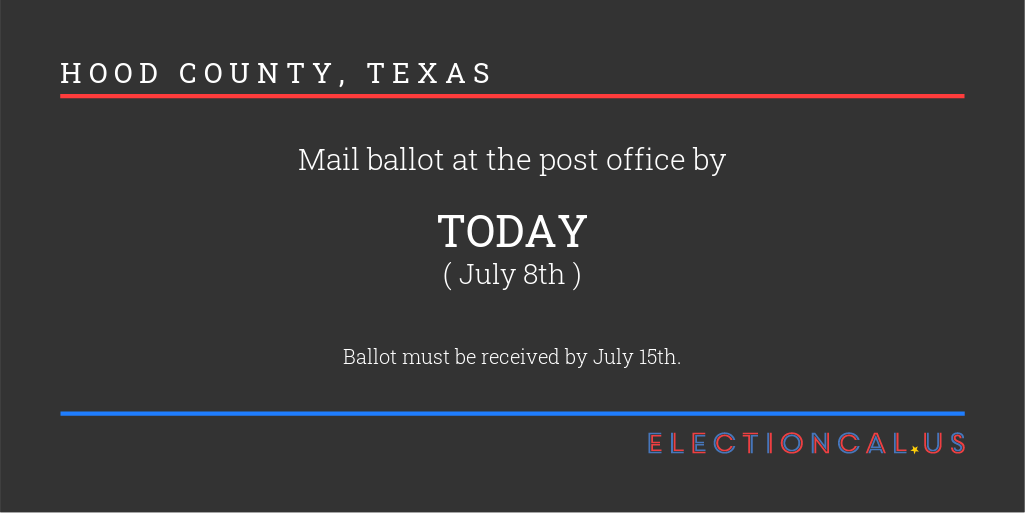 HOOD COUNTY, TEXAS
Mail ballot at the post office by
TODAY
( July 8th )
Ballot must be received by July 15th.
ELECTIONCAL.US